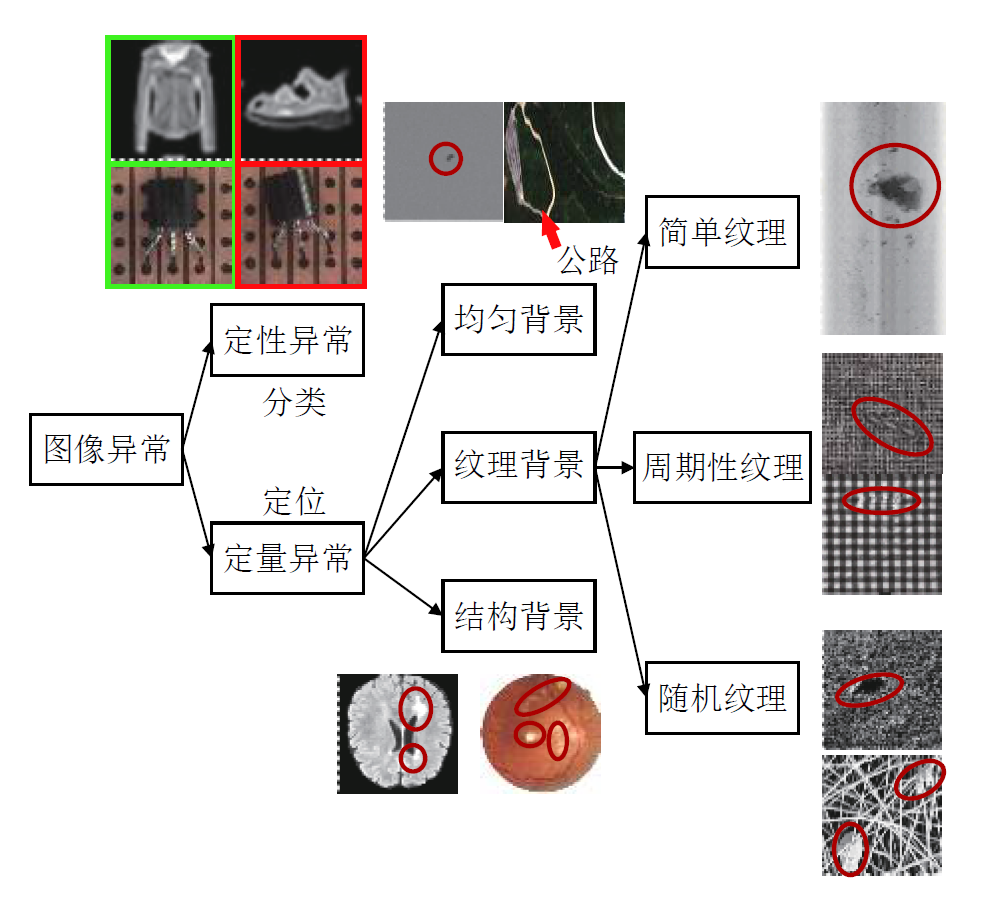 公路
简单纹理
均匀背景
定性异常
分类
图像异常
纹理背景
周期性纹理
定位
定量异常
结构背景
随机纹理